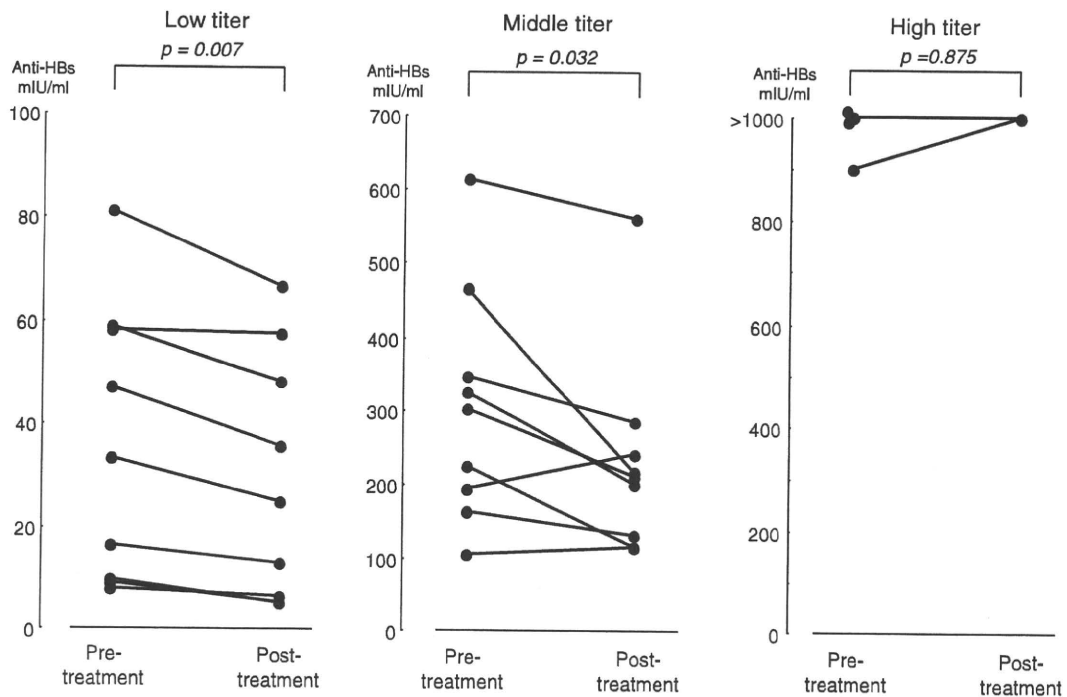 Low titer
p = 0.007
Anti-HBs
mIU/ml
100
80
60
40
20
0
Pre-
treatment
Post-
treatment
Middle titer
p = 0.032
Anti-HBs
mIU/ml
700
600
500
400
300
200
100
0
Pre-
treatment
Post-
treatment
High titer
p =0.875
Anti-HBs
mIU/ml
>1000
800
600
400
200
0
Pre-
treatment
Post-
treatment